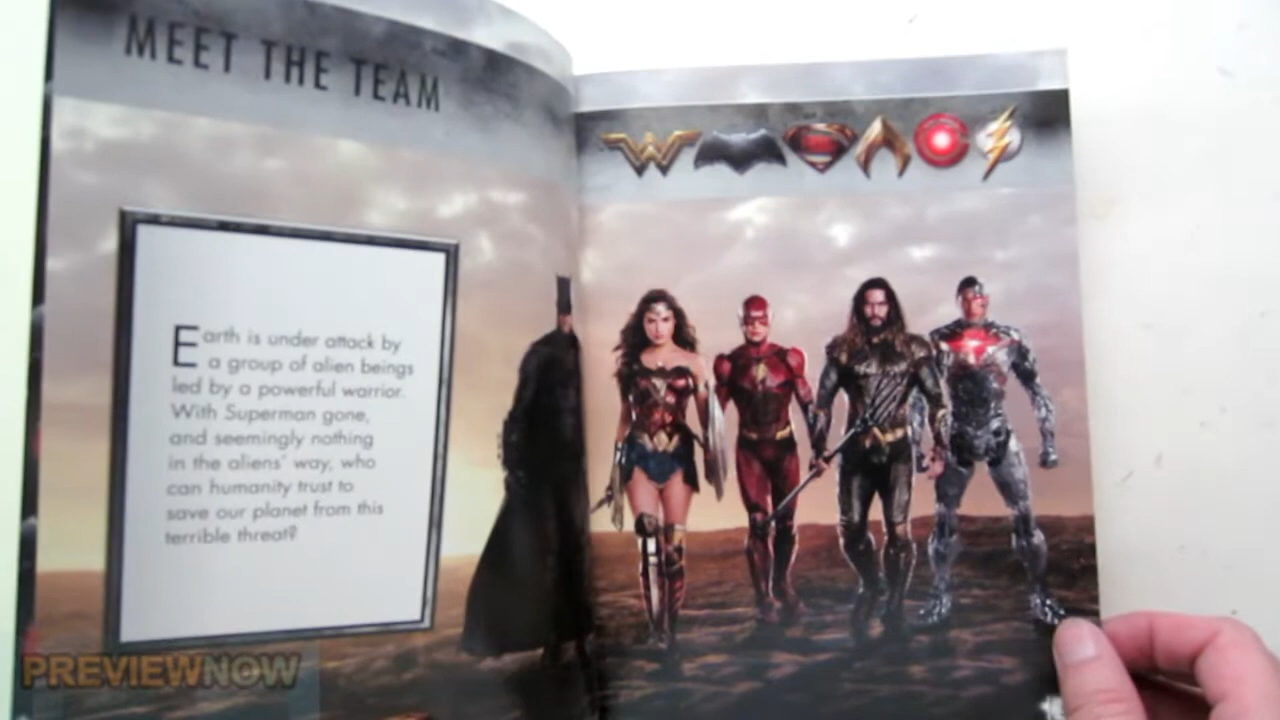 MEET THE TEAM
Earth is under attack by
a group of alien beings
led by a powerful warrior.
With Superman gone,
and seemingly nothing
in the aliens' way, who
can humanity trust to
save our planet from this
terrible threat?
PREVIEWNOW